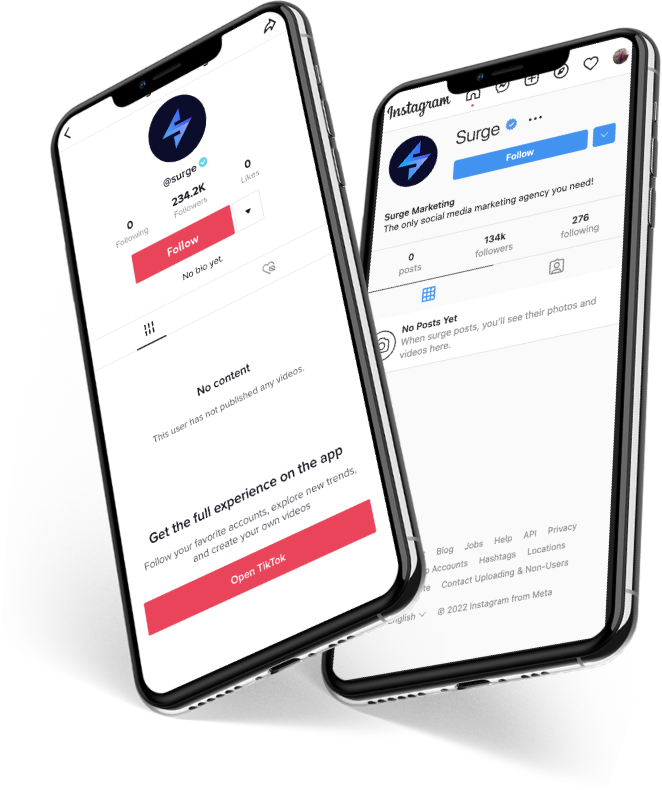 @surge
0
Following
234.2K
Followers
0
Likes
Follow
No bio yet.
No content
This user has not published any videos.
Get the full experience on the app
Follow your favorite accounts, explore new trends,
and create your own videos
Open TikTok
Instagram
Surge
Follow
Surge Marketing
The only social media marketing agency you need!
0
posts
134k
followers
276
following
No Posts Yet
When surge posts, you'll see their photos and
videos here.
Blog Jobs Help API Privacy
Accounts Hashtags Locations
Contact Uploading & Non-Users
© 2022 Instagram from Meta